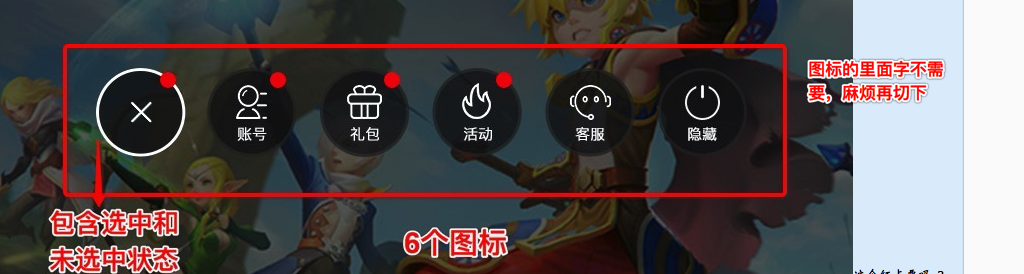 图标的里面字不需
要，麻烦再切下
账号
礼包
活动
客服
隐藏
包含选中和
未选中状态
6个图标